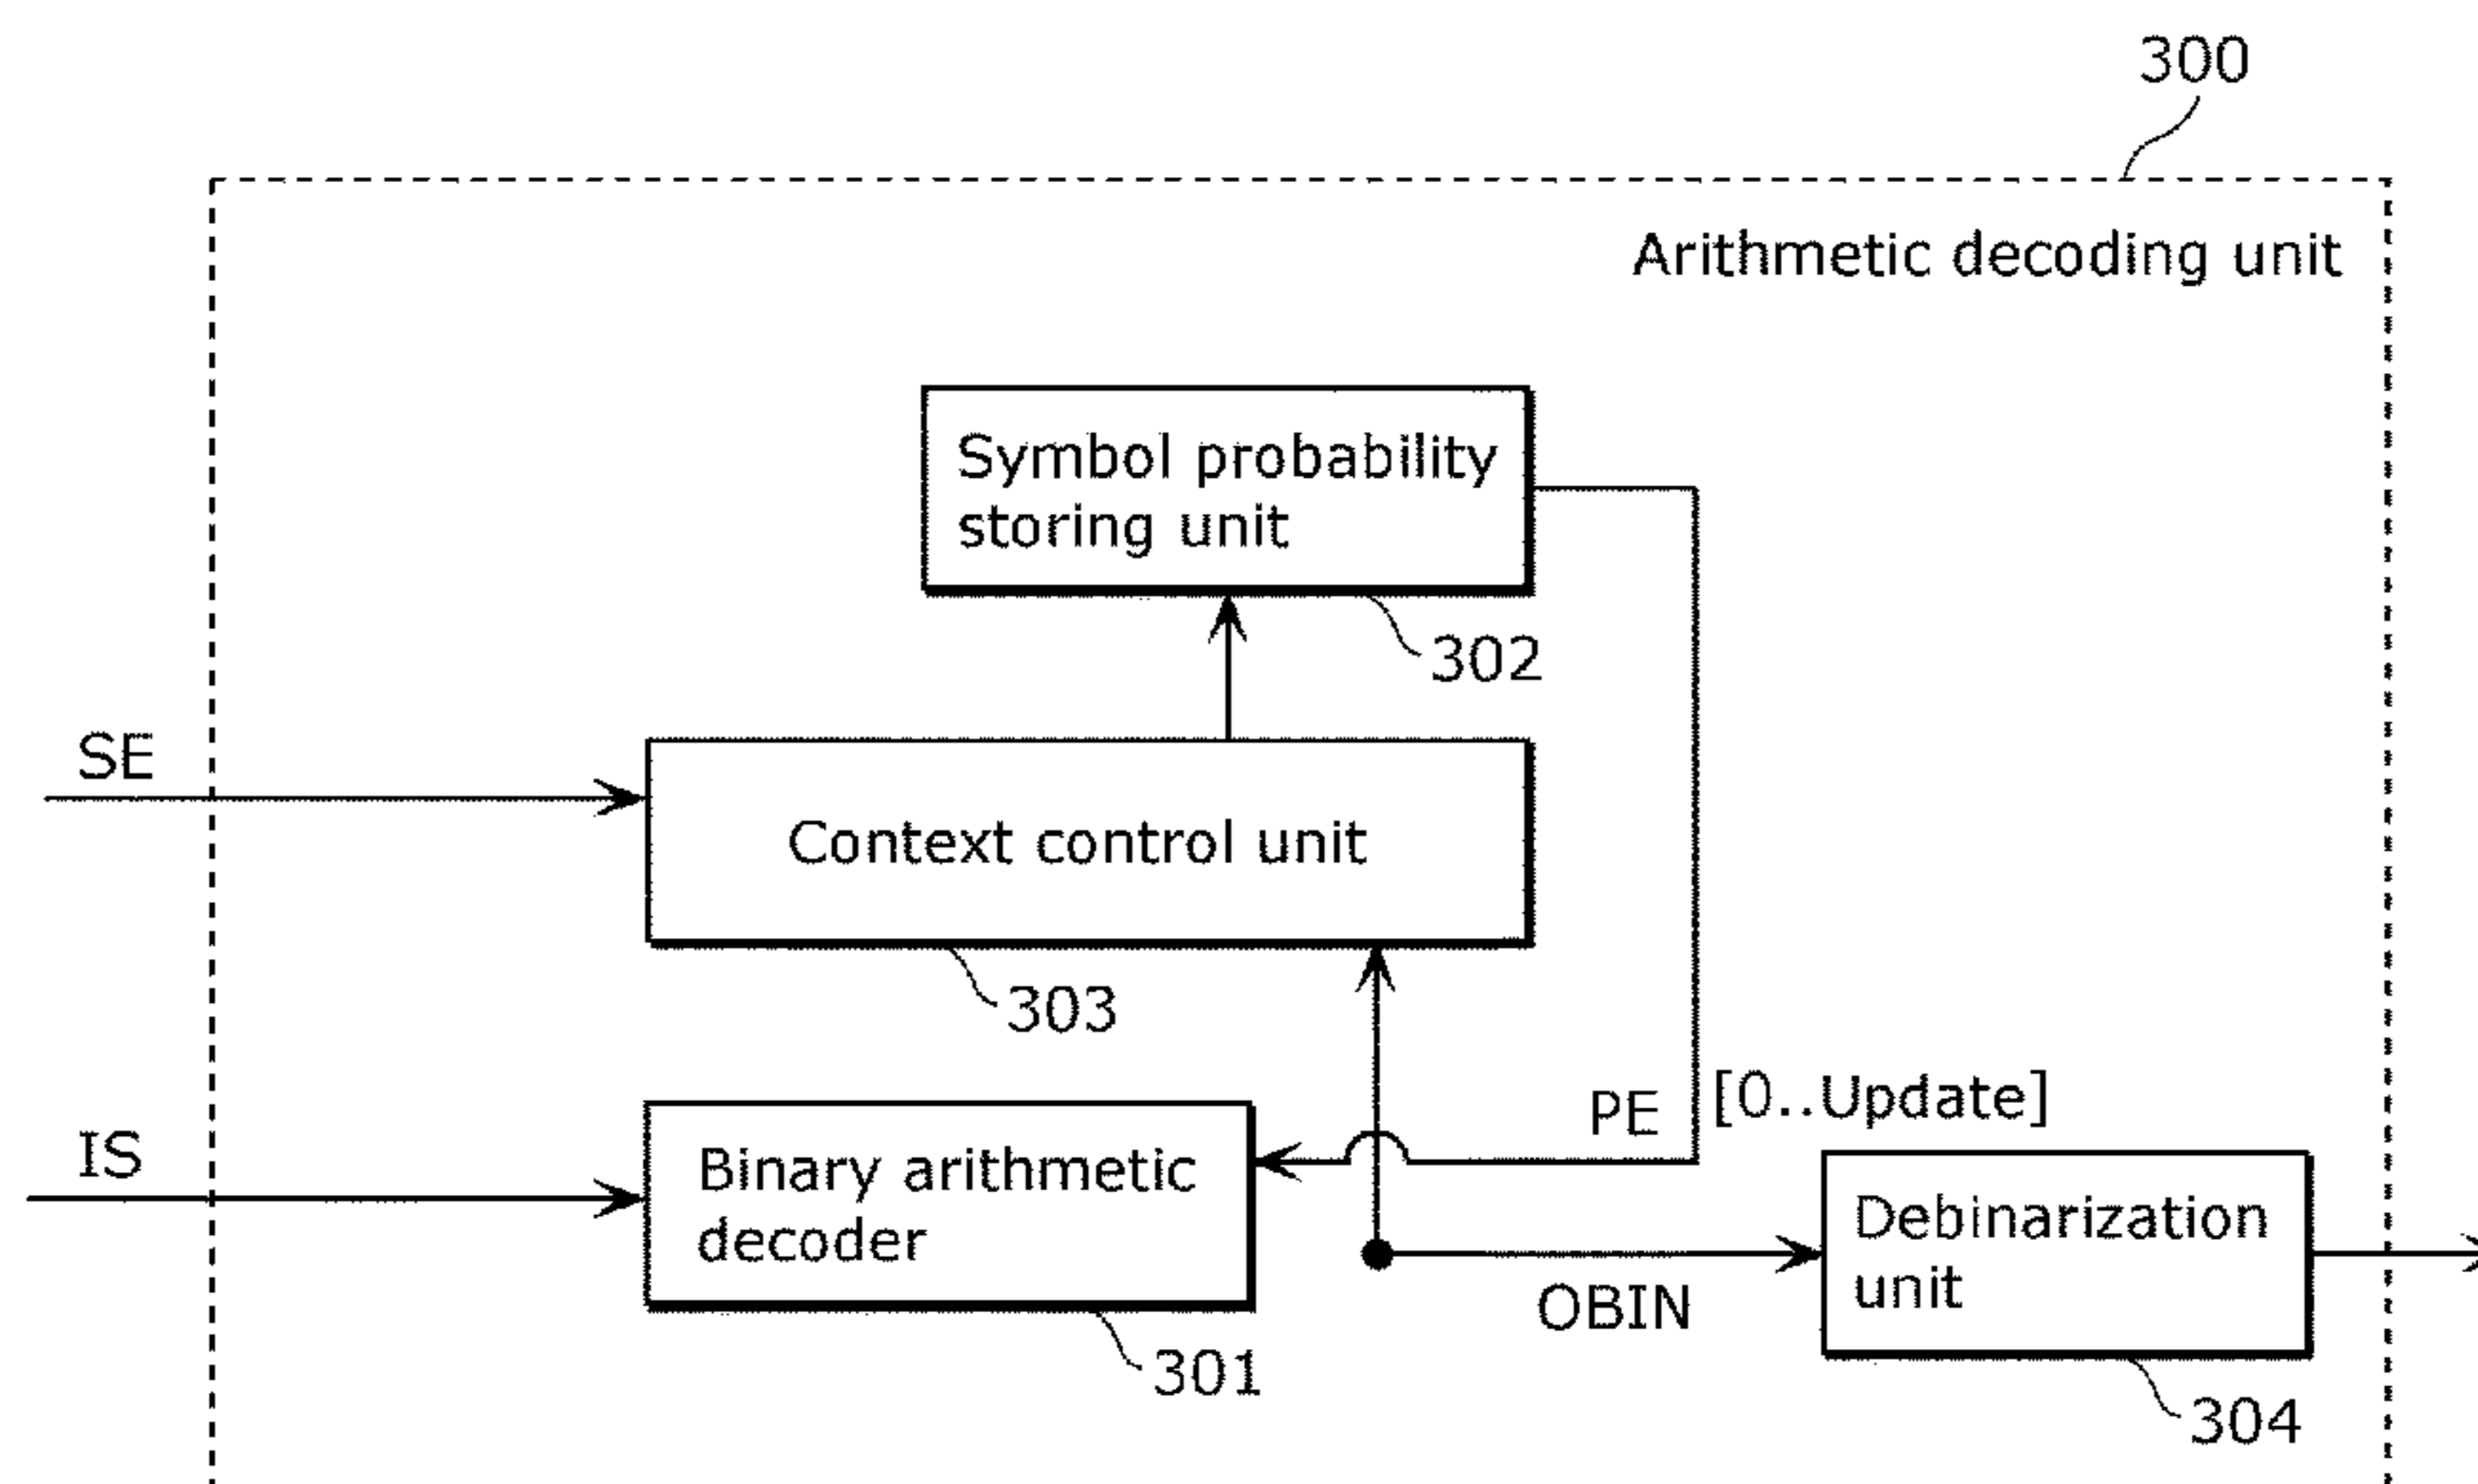 300
Arithmetic decoding unit
Symbol probability
storing unit
302
SE
Context control unit
303
PE
[0..Update]
IS
Binary arithmetic
decoder
Debinarization
unit
OBIN
301
304